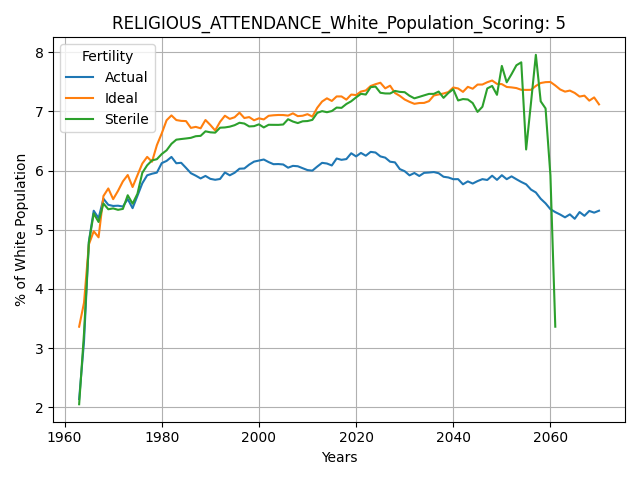 RELIGIOUS_ATTENDANCE_White_Population_Scoring: 5
Fertility
Actual
Ideal
Sterile
% of White Population
8
7
6
5
4
3
2
1960
1980
2000
2020
2040
2060
Years